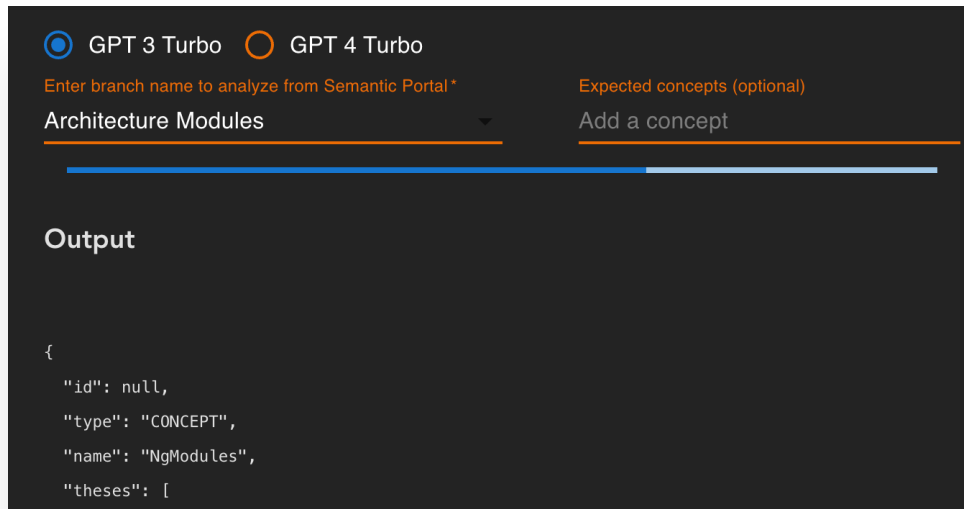 GPT 3 Turbo GPT 4 Turbo
Enter branch name to analyze from Semantic Portal* Expected concepts (optional)
Architecture Modules Add a concept
Output
{
"id": null,
"type": "CONCEPT",
"name": "NgModules",
"theses": [